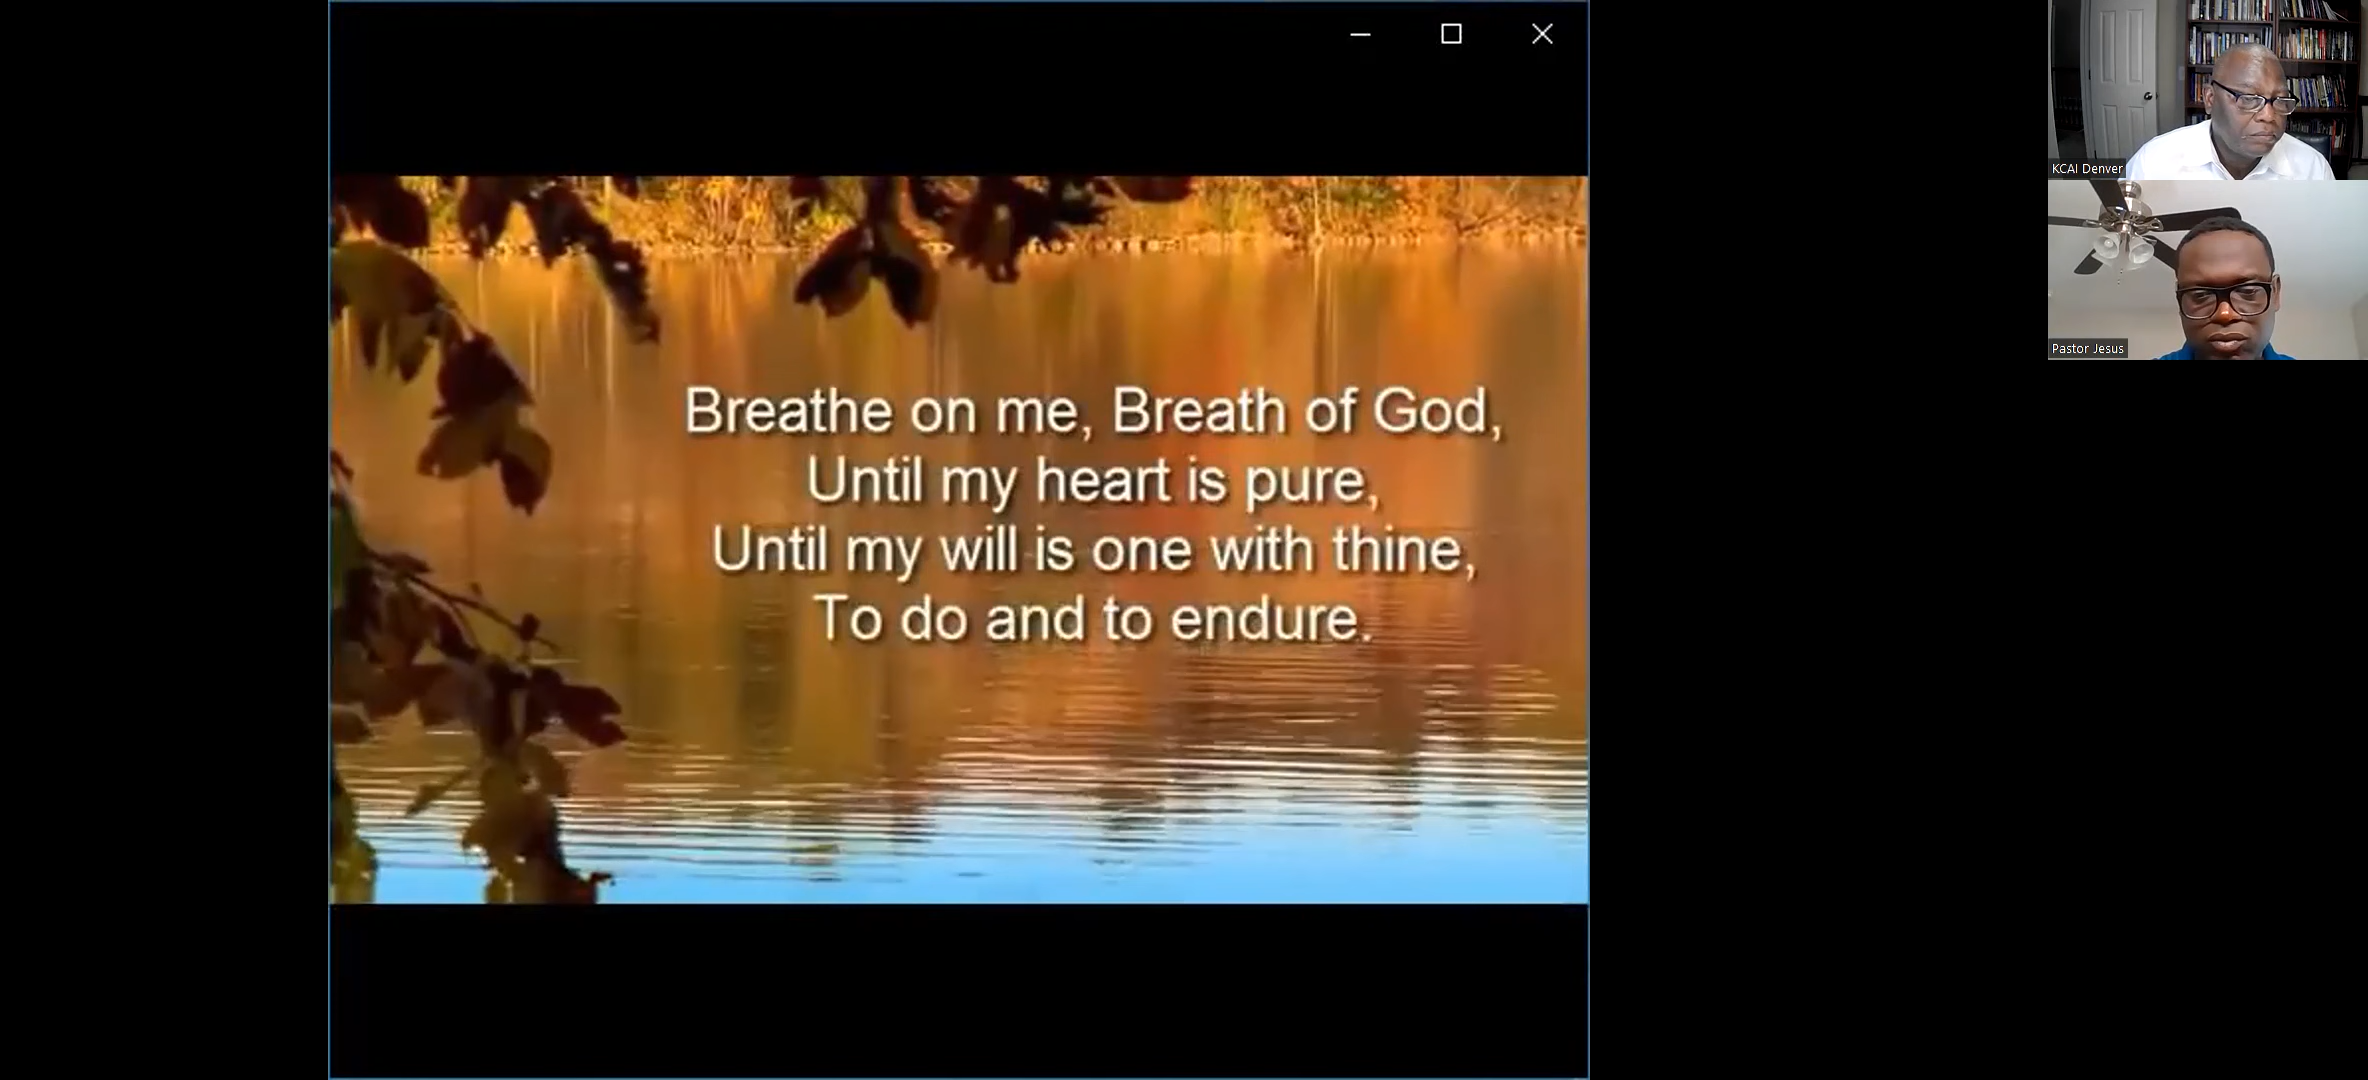 Breathe on me, Breath of God,
Until my heart is pure,
Until my will is one with thine,
To do and to endure.
KCAI Denver
Pastor Jesus